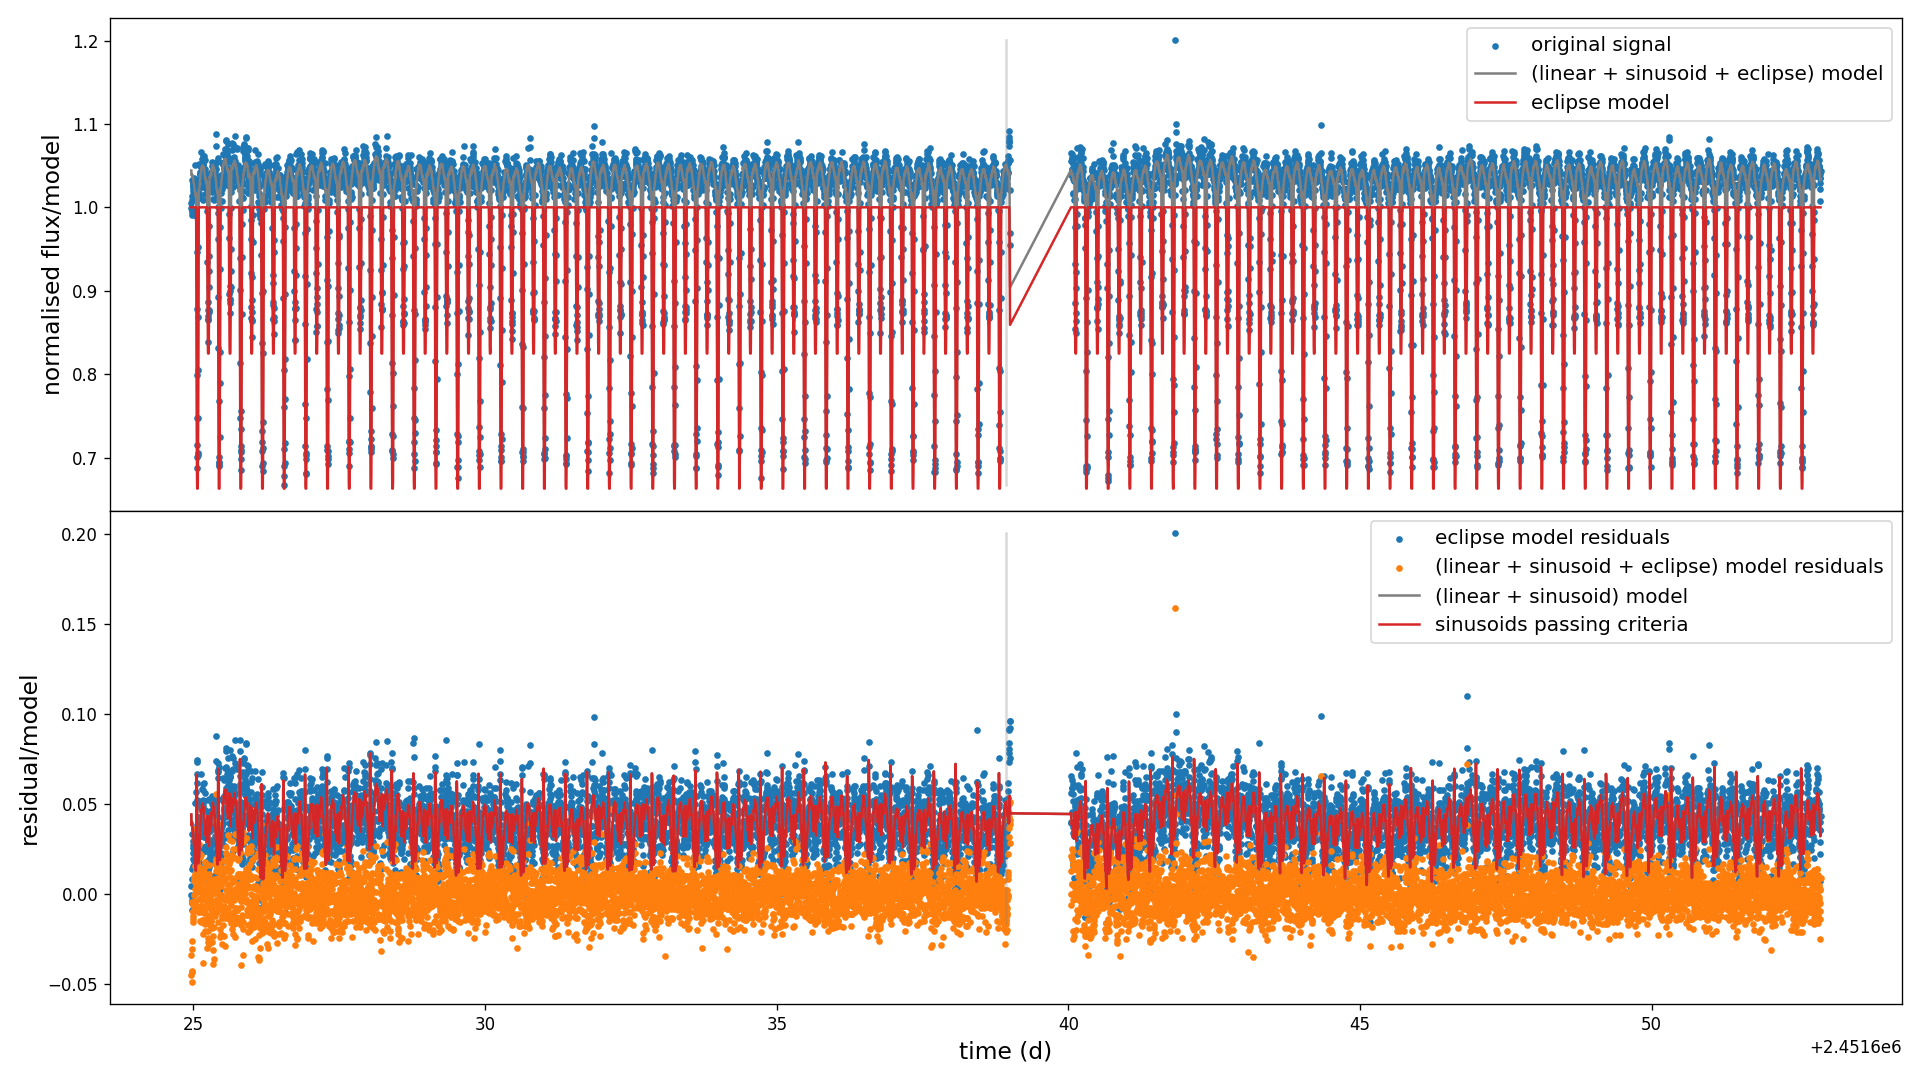 normalised flux/model
1.2
1.1
1.0
0.9
0.8
0.7
original signal
(linear + sinusoid + eclipse) model
eclipse model
residual/model
0.20
0.15
0.10
0.05
0.00
−0.05
eclipse model residuals
(linear + sinusoid + eclipse) model residuals
(linear + sinusoid) model
sinusoids passing criteria
25 30 35 40 45 50
time (d)
+2.4516e6